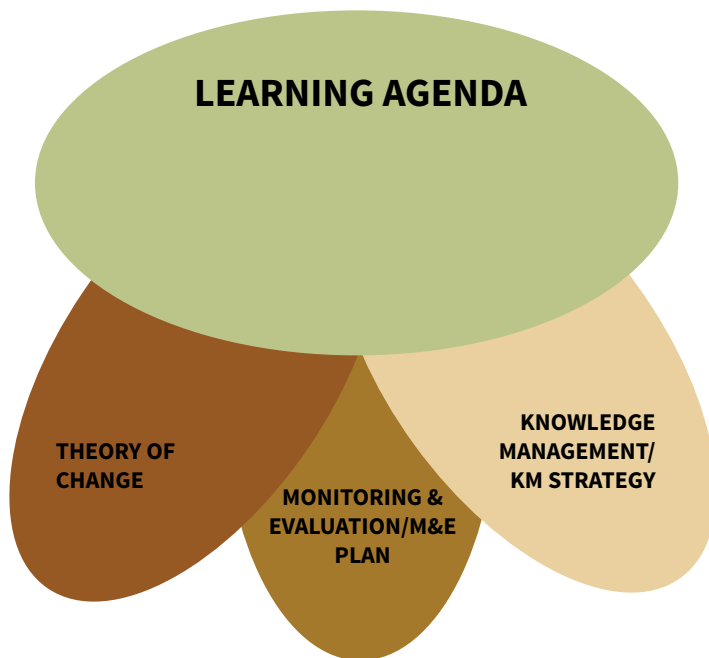 LEARNING AGENDA
THEORY OF
CHANGE
MONITORING &
EVALUATION/M&E
PLAN
KNOWLEDGE
MANAGEMENT/
KM STRATEGY